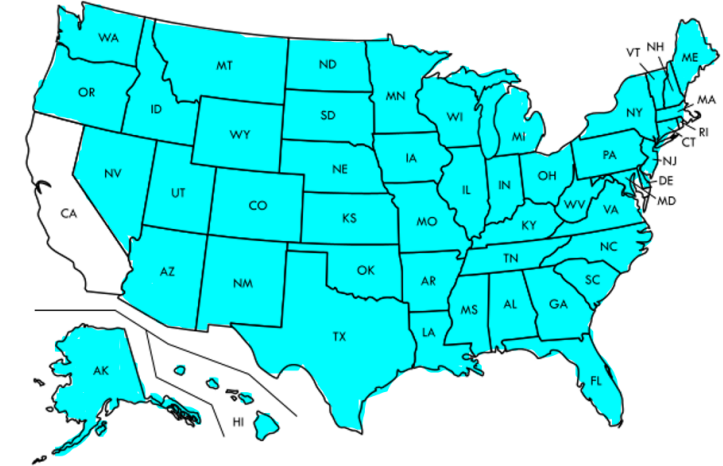 WA
MT
ND
MN
OR
ID
WY
SD
WI
MI
VT
NH
ME
NY
MA
RI
CT
NV
UT
CO
NE
IA
IL
IN
OH
PA
NJ
DE
MD
CA
KS
MO
KY
WV
VA
AZ
NM
OK
AR
TN
NC
SC
TX
LA
MS
AL
GA
FL
AK
HI